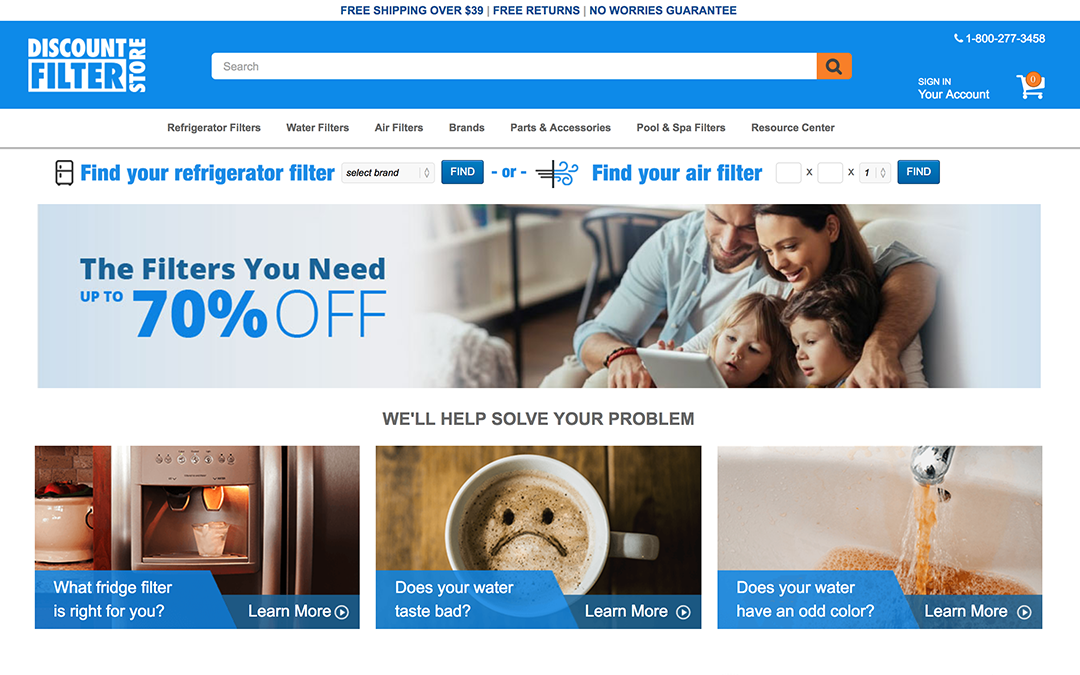 FREE SHIPPING OVER $39 | FREE RETURNS | NO WORRIES GUARANTEE
DISCOUNT
FILTER
STORE
Search
1-800-277-3458
SIGN IN
Your Account
0
Refrigerator Filters Water Filters Air Filters Brands Parts & Accessories Pool & Spa Filters Resource Center
Find your refrigerator filter select brand FIND - or - Find your air filter x x 1 FIND
The Filters You Need
UP TO 70% OFF
WE'LL HELP SOLVE YOUR PROBLEM
What fridge filter
is right for you?
Learn More
Does your water
taste bad?
Learn More
Does your water
have an odd color?
Learn More